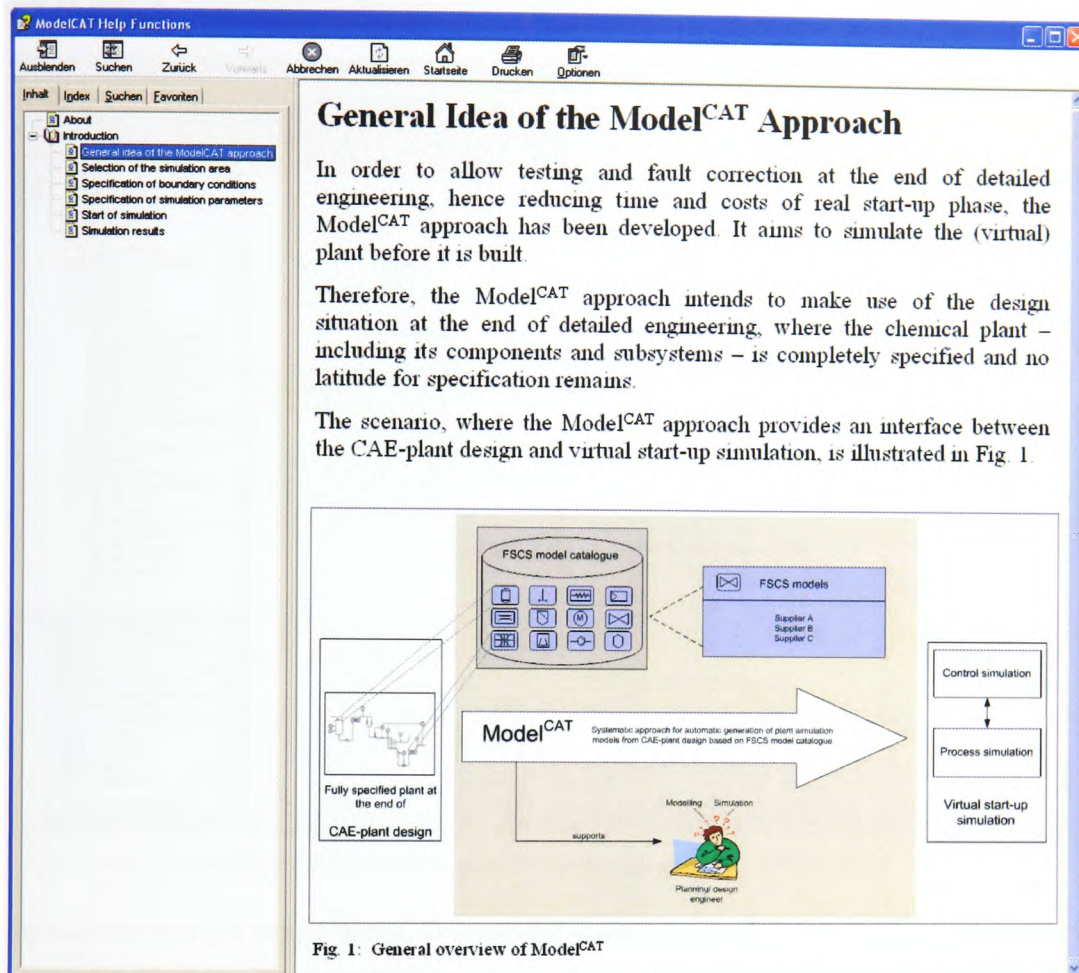 ModelCAT Help Functions
Ausblenden Suchen Zurück Vorwärts Abbrechen Aktualisieren Startseite Drucken Optionen
Inhalt Index Suchen Favoriten
About
Introduction
General idea of the ModelCAT approach
Selection of the simulation area
Specification of boundary conditions
Specification of simulation parameters
Start of simulation
Simulation results
General Idea of the ModelCAT Approach
In order to allow testing and fault correction at the end of detailed
engineering, hence reducing time and costs of real start-up phase, the
ModelCAT approach has been developed. It aims to simulate the (virtual)
plant before it is built.
Therefore, the ModelCAT approach intends to make use of the design
situation at the end of detailed engineering, where the chemical plant –
including its components and subsystems – is completely specified and no
latitude for specification remains.
The scenario, where the ModelCAT approach provides an interface between
the CAE-plant design and virtual start-up simulation, is illustrated in Fig. 1.
FSCS model catalogue
M
FSCS models
Supplier A
Supplier B
Supplier C
Fully specified plant at
the end of
CAE-plant design
ModelCAT
Systematic approach for automatic generation of plant simulation
models from CAE-plant design based on FSCS model catalogue
supports
Modelling Simulation
? ? ? ? ?
Planning/ design
engineer
Control simulation
Process simulation
Virtual start-up
simulation
Fig. 1: General overview of ModelCAT